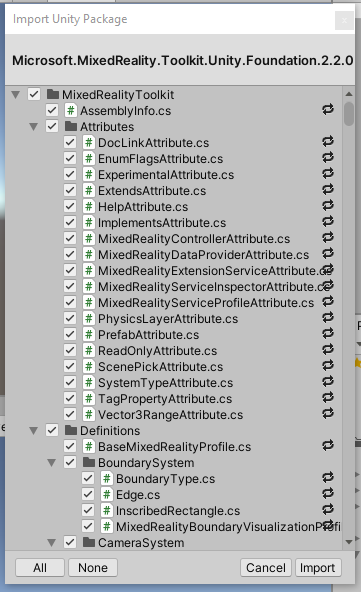 Import Unity Package
Microsoft.MixedReality.Toolkit.Unity.Foundation.2.2.0
MixedRealityToolkit
AssemblyInfo.cs
Attributes
DocLinkAttribute.cs
EnumFlagsAttribute.cs
ExperimentalAttribute.cs
ExtendsAttribute.cs
HelpAttribute.cs
ImplementsAttribute.cs
MixedRealityControllerAttribute.cs
MixedRealityDataProviderAttribute.cs
MixedRealityExtensionServiceAttribute.cs
MixedRealityServiceInspectorAttribute.cs
MixedRealityServiceProfileAttribute.cs
PhysicsLayerAttribute.cs
PrefabAttribute.cs
ReadOnlyAttribute.cs
ScenePickAttribute.cs
SystemTypeAttribute.cs
TagPropertyAttribute.cs
Vector3RangeAttribute.cs
Definitions
BaseMixedRealityProfile.cs
BoundarySystem
BoundaryType.cs
Edge.cs
InscribedRectangle.cs
MixedRealityBoundaryVisualizationProfi
CameraSystem
All None Cancel Import